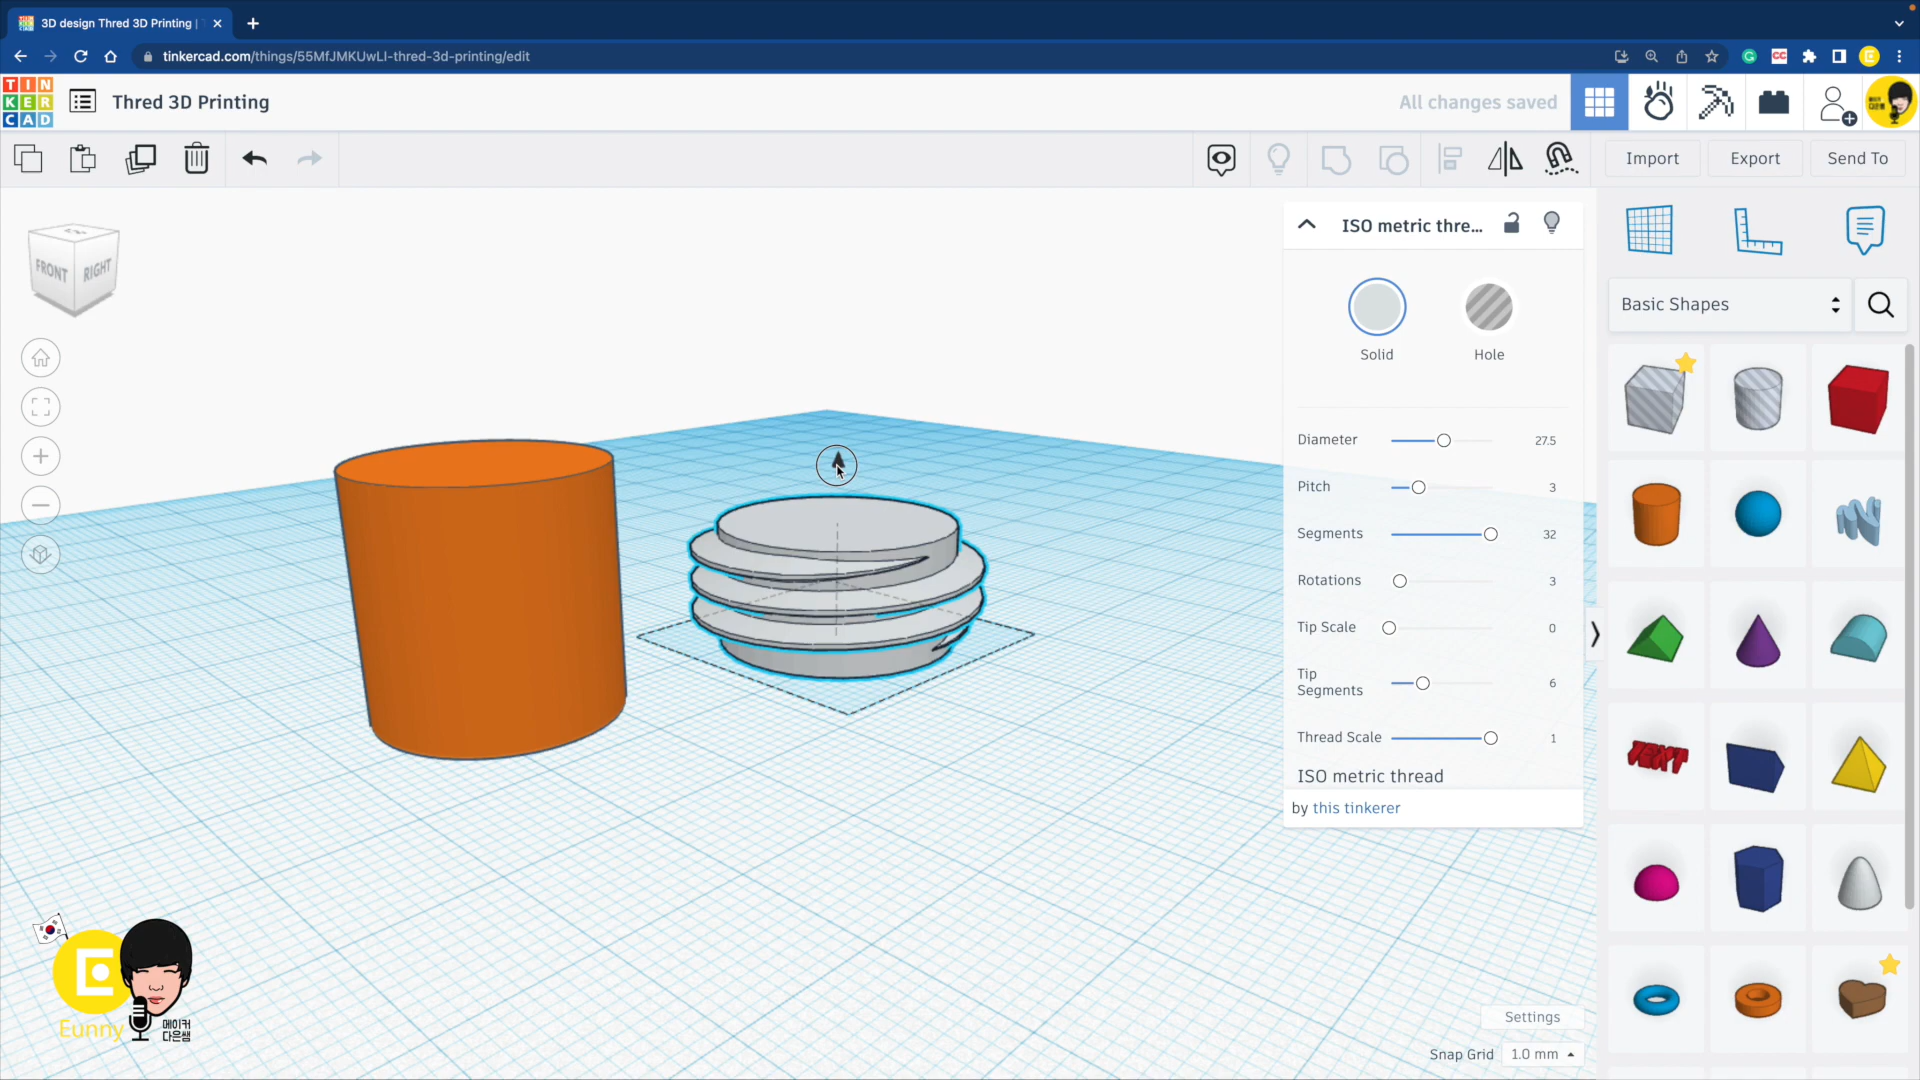 3D design Thred 3D Printing |
tinkercad.com/things/55MfJMKUwLl-thred-3d-printing/edit
CC
TIN
KER
CAD
Thred 3D Printing
All changes saved
Import
Export
Send To
FRONT
RIGHT
ISO metric thre...
Solid
Hole
Diameter 27.5
Pitch 3
Segments 32
Rotations 3
Tip Scale 0
Tip
Segments 6
Thread Scale 1
ISO metric thread
by this tinkerer
Basic Shapes
TEXT
Eunny
메이커
다은쌤
Settings
Snap Grid 1.0 mm